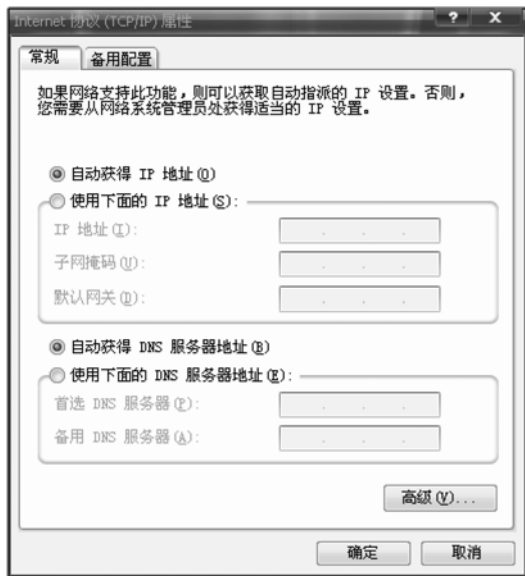 Internet 协议 (TCP/IP) 属性
常规
备用配置
如果网络支持此功能，则可以获取自动指派的 IP 设置。否则，
您需要从网络系统管理员处获得适当的 IP 设置。
自动获得 IP 地址(O)
使用下面的 IP 地址(S):
IP 地址(I):
子网掩码(U):
默认网关(D):
自动获得 DNS 服务器地址(B)
使用下面的 DNS 服务器地址(E):
首选 DNS 服务器(P):
备用 DNS 服务器(A):
高级(V)...
确定
取消